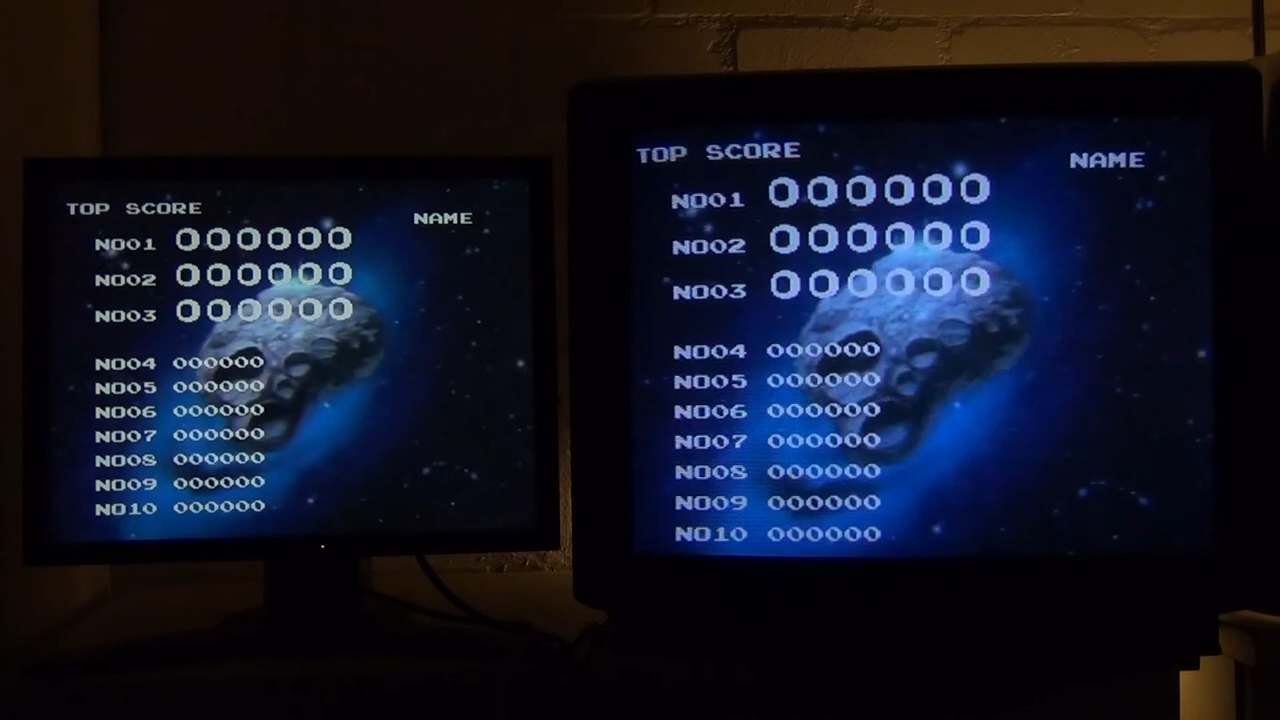 TOP SCORE
NAME
NO01 000000
NO02 000000
NO03 000000
NO04 000000
NO05 000000
NO06 000000
NO07 000000
NO08 000000
NO09 000000
NO10 000000
TOP SCORE
NAME
NO01 000000
NO02 000000
NO03 000000
NO04 000000
NO05 000000
NO06 000000
NO07 000000
NO08 000000
NO09 000000
NO10 000000